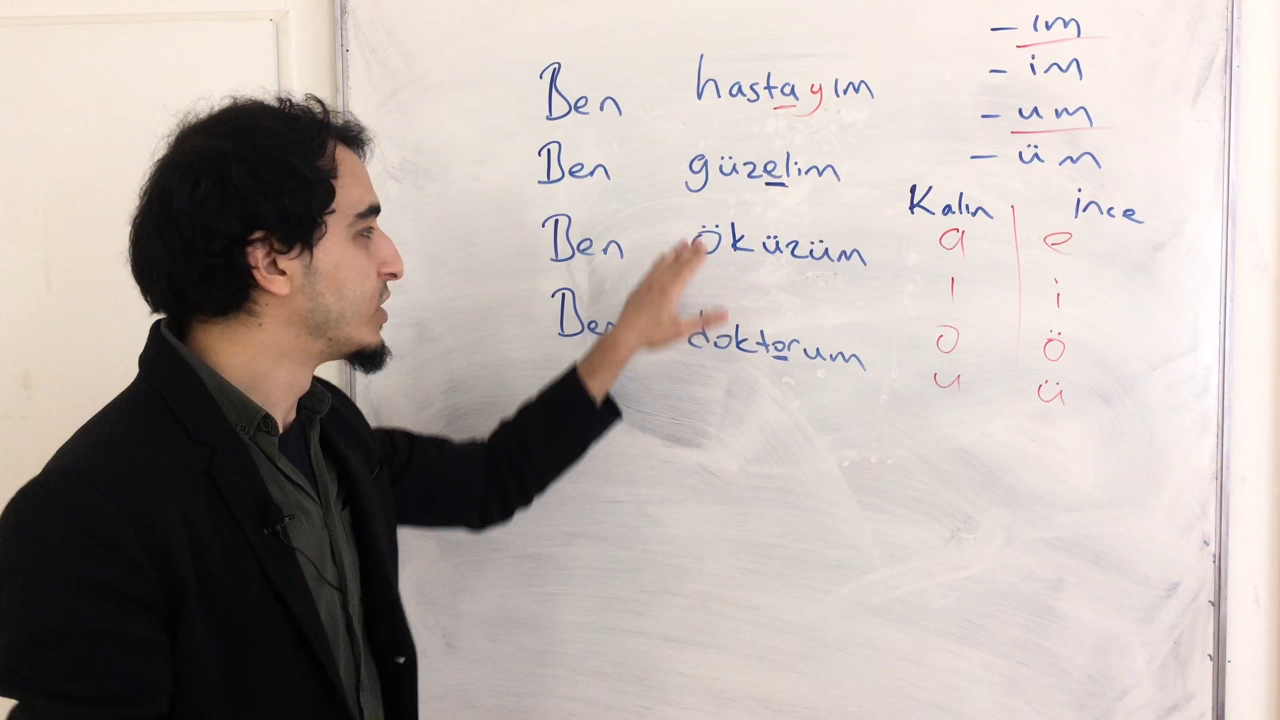 Ben hastayım
Ben güzelim
Ben öküzüm
Ben doktorum
- ım
- im
- um
- üm
Kalın ince
a e
ı i
o ö
u ü